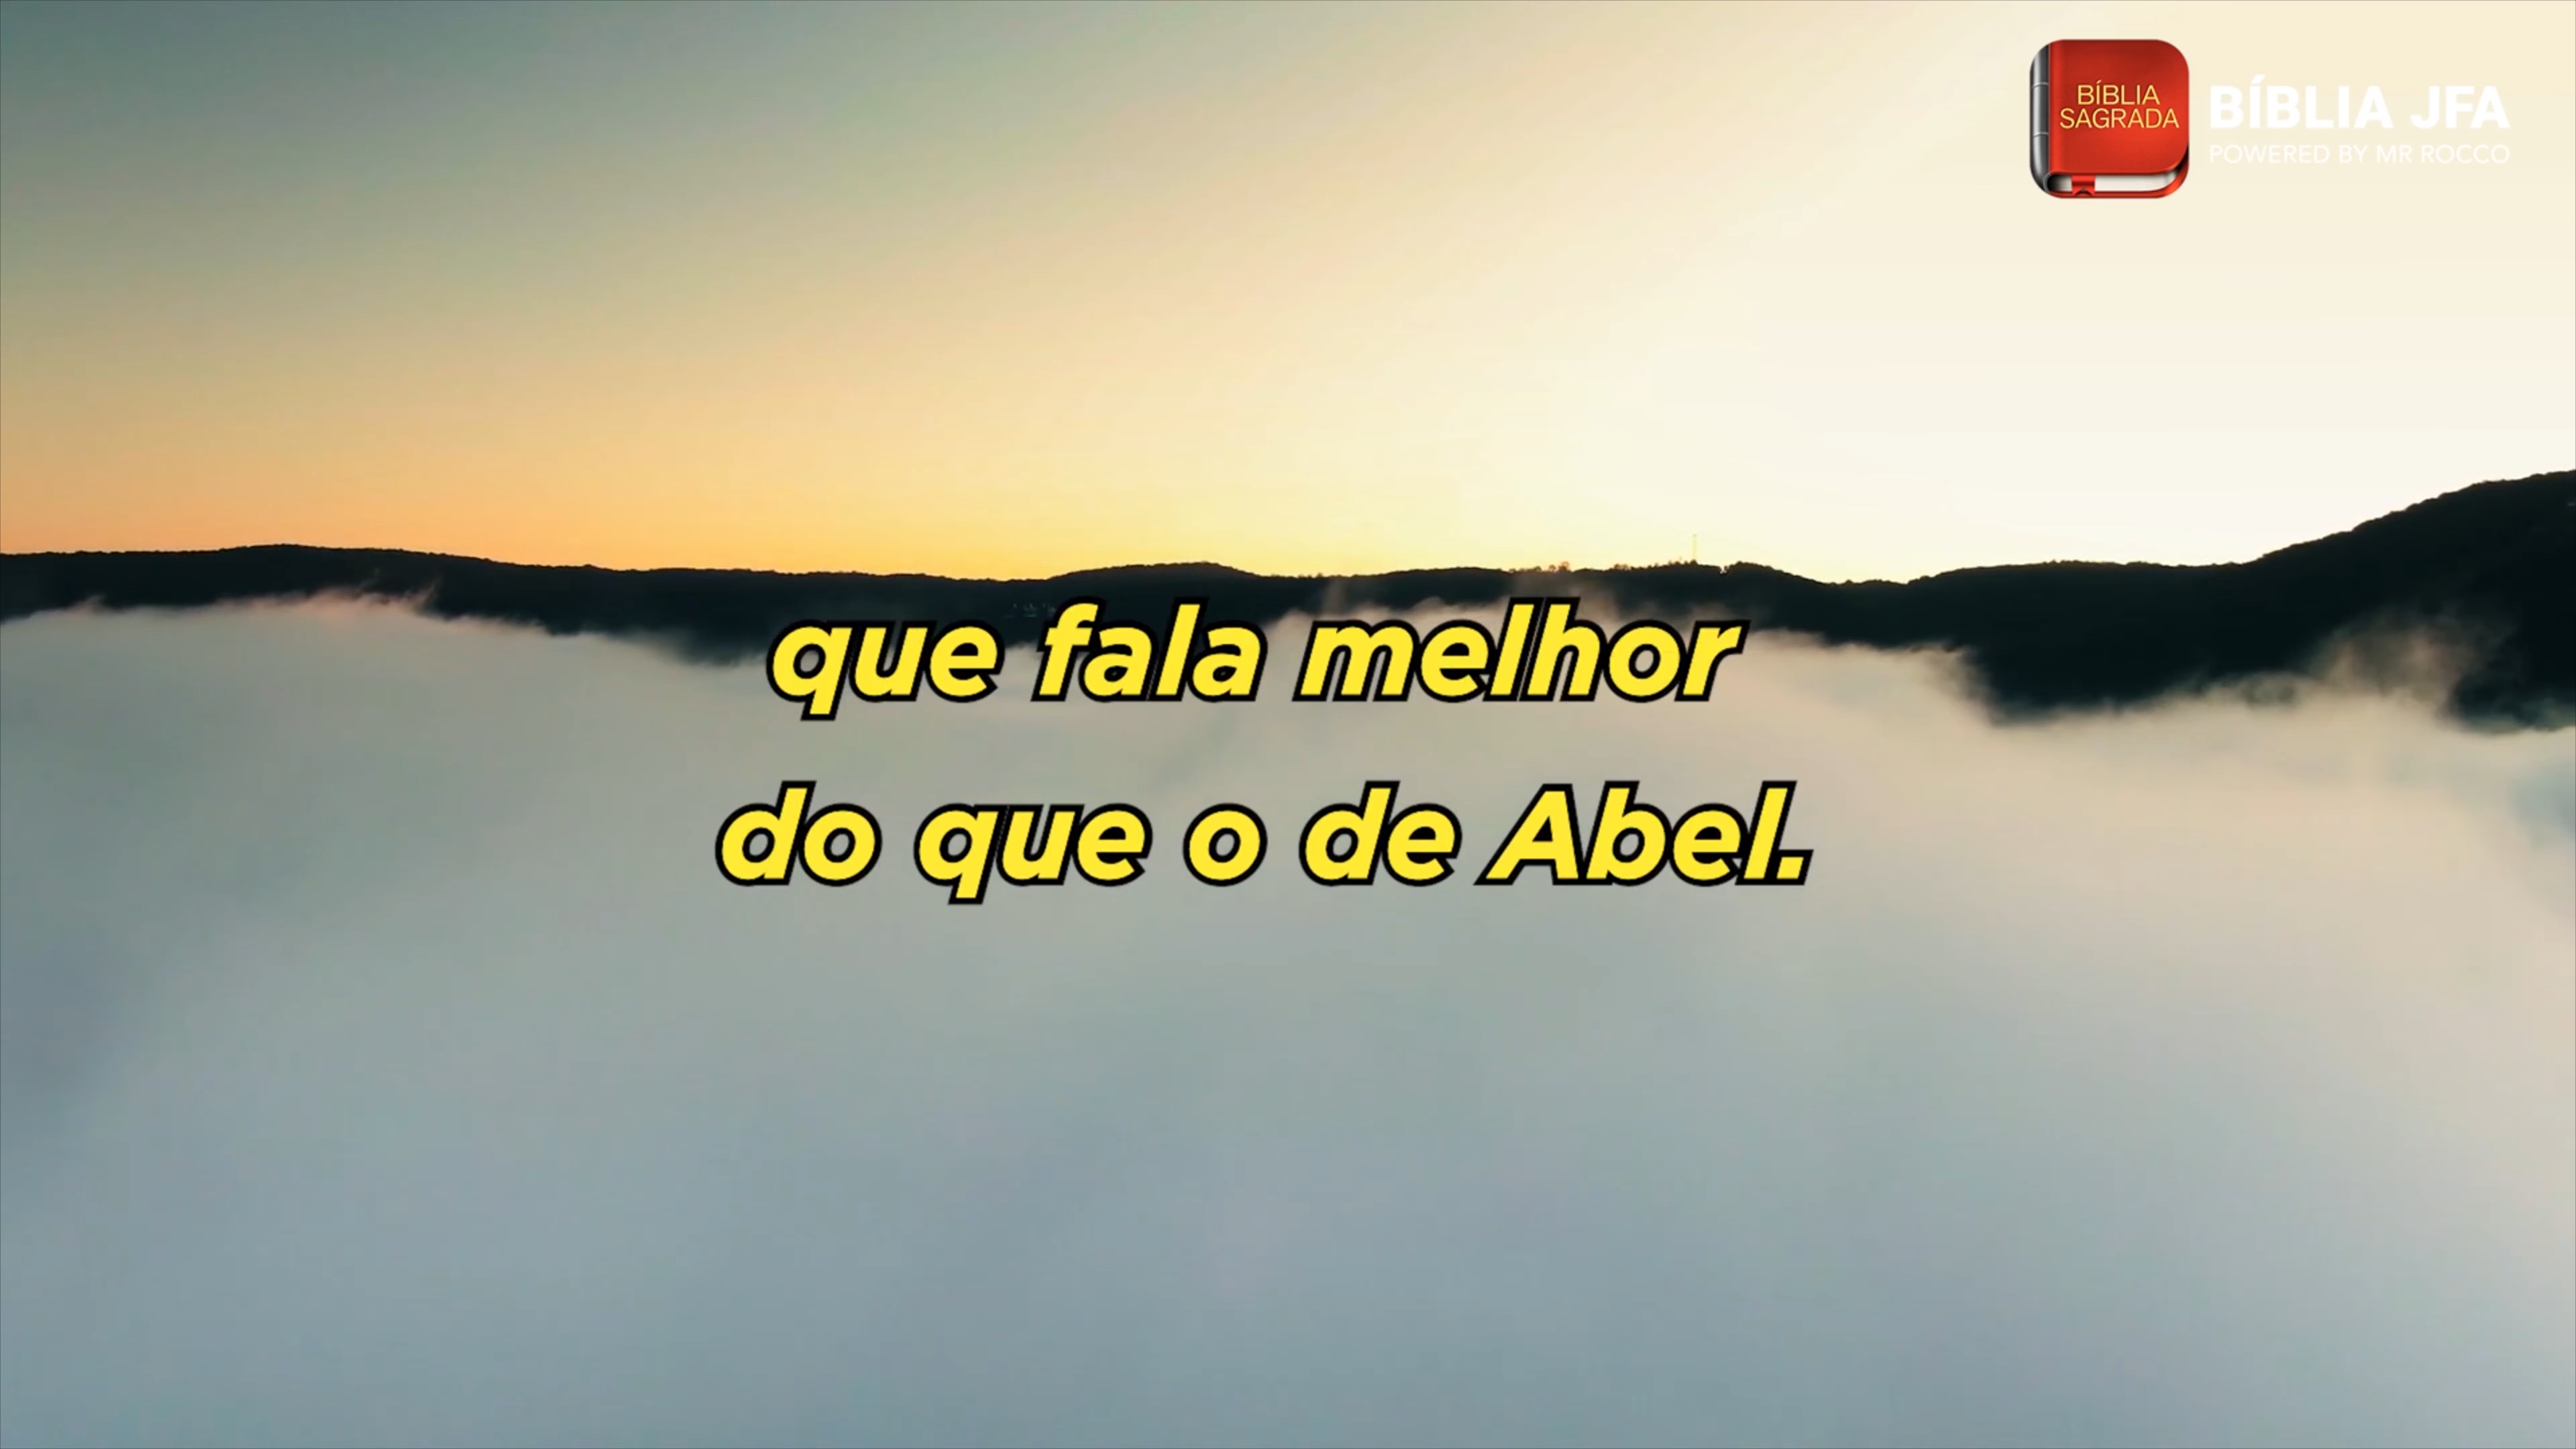 BÍBLIA
SAGRADA
BÍBLIA JFA
POWERED BY MR ROCCO
que fala melhor
do que o de Abel.